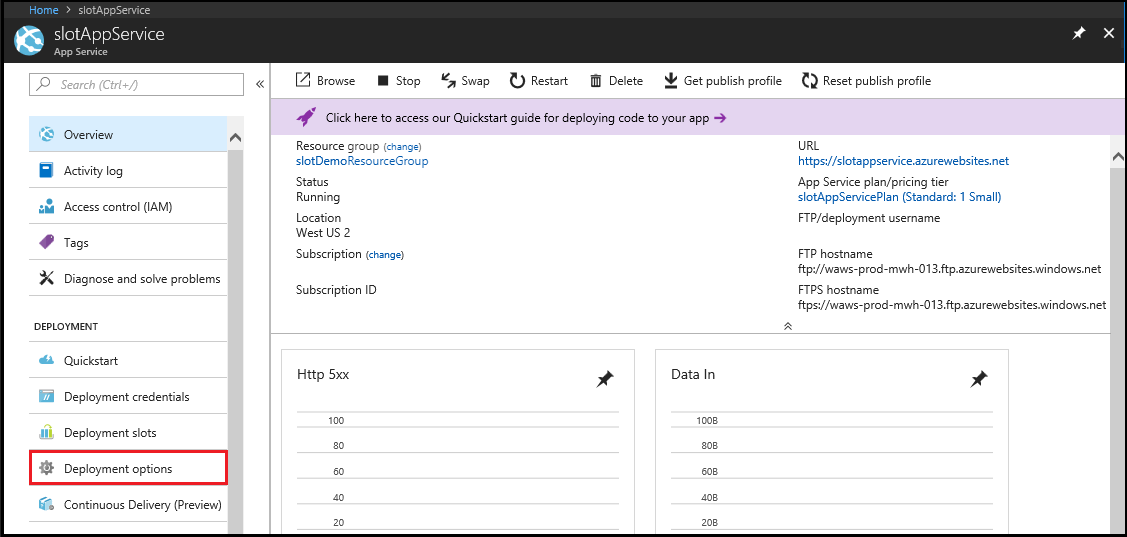 Home > slotAppService
slotAppService
App Service
Search (Ctrl+/)
Overview
Activity log
Access control (IAM)
Tags
Diagnose and solve problems
DEPLOYMENT
Quickstart
Deployment credentials
Deployment slots
Deployment options
Continuous Delivery (Preview)
Browse Stop Swap Restart Delete Get publish profile Reset publish profile
Click here to access our Quickstart guide for deploying code to your app →
Resource group (change)
slotDemoResourceGroup
Status
Running
Location
West US 2
Subscription (change)
Subscription ID
URL
https://slotappservice.azurewebsites.net
App Service plan/pricing tier
slotAppServicePlan (Standard: 1 Small)
FTP/deployment username
FTP hostname
ftp://waws-prod-mwh-013.ftp.azurewebsites.windows.net
FTPS hostname
ftps://waws-prod-mwh-013.ftp.azurewebsites.windows.net
Http 5xx
100
80
60
40
20
Data In
100B
80B
60B
40B
20B